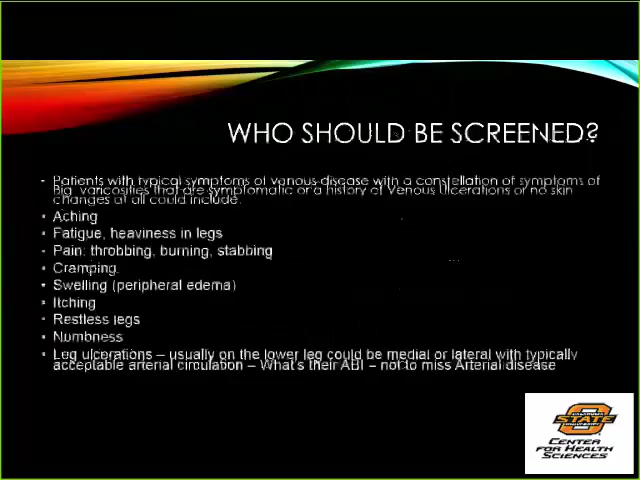 WHO SHOULD BE SCREENED?
- Patients with typical symptoms of venous disease with a constellation of symptoms of
Big varicosities that are symptomatic or a history of Venous Ulcerations or no skin
changes at all could include:
• Aching
• Fatigue, heaviness in legs
• Pain: throbbing, burning, stabbing
• Cramping
• Swelling (peripheral edema)
• Itching
• Restless legs
• Numbness
• Leg ulcerations – usually on the lower leg could be medial or lateral with typically
acceptable arterial circulation – What's their ABI – not to miss Arterial disease
OKLAHOMA
STATE
UNIVERSITY
CENTER
FOR HEALTH
SCIENCES